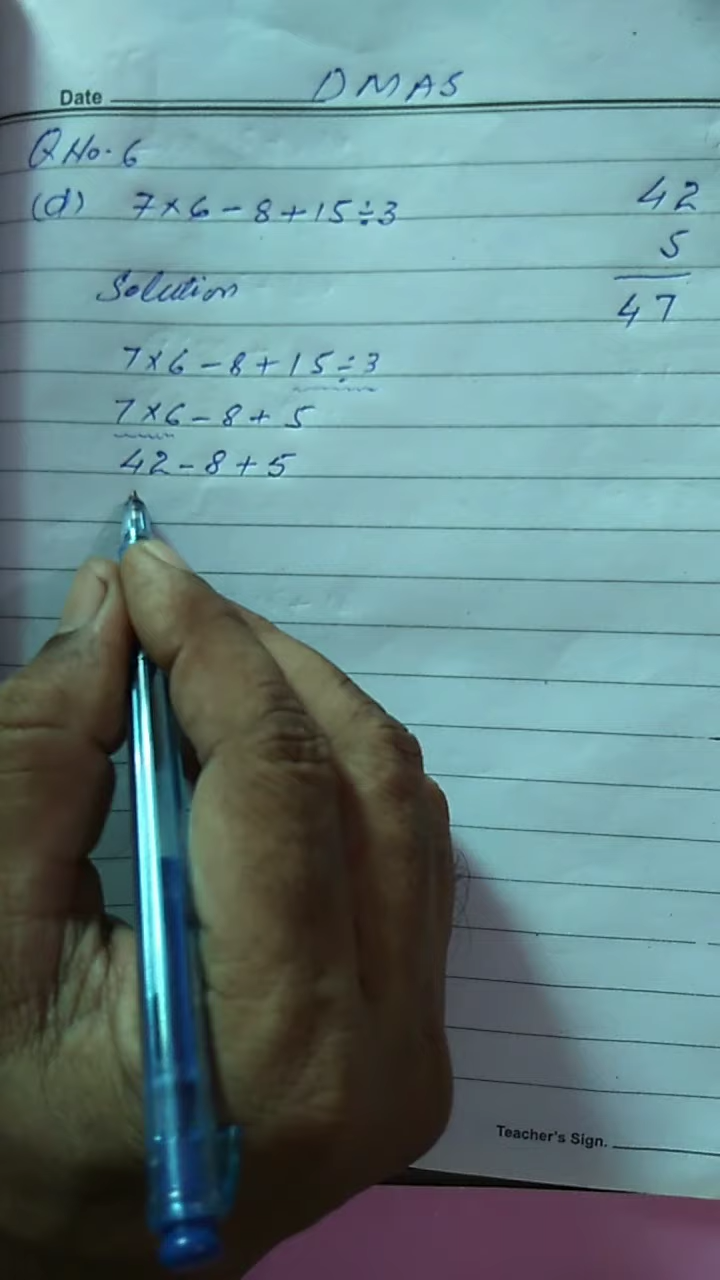 DMAS
Date
Q No. 6
(d) 7×6-8+15÷3
42
5
47
Solution
7×6-8+15÷3
7×6-8+5
42-8+5
Teacher's Sign.